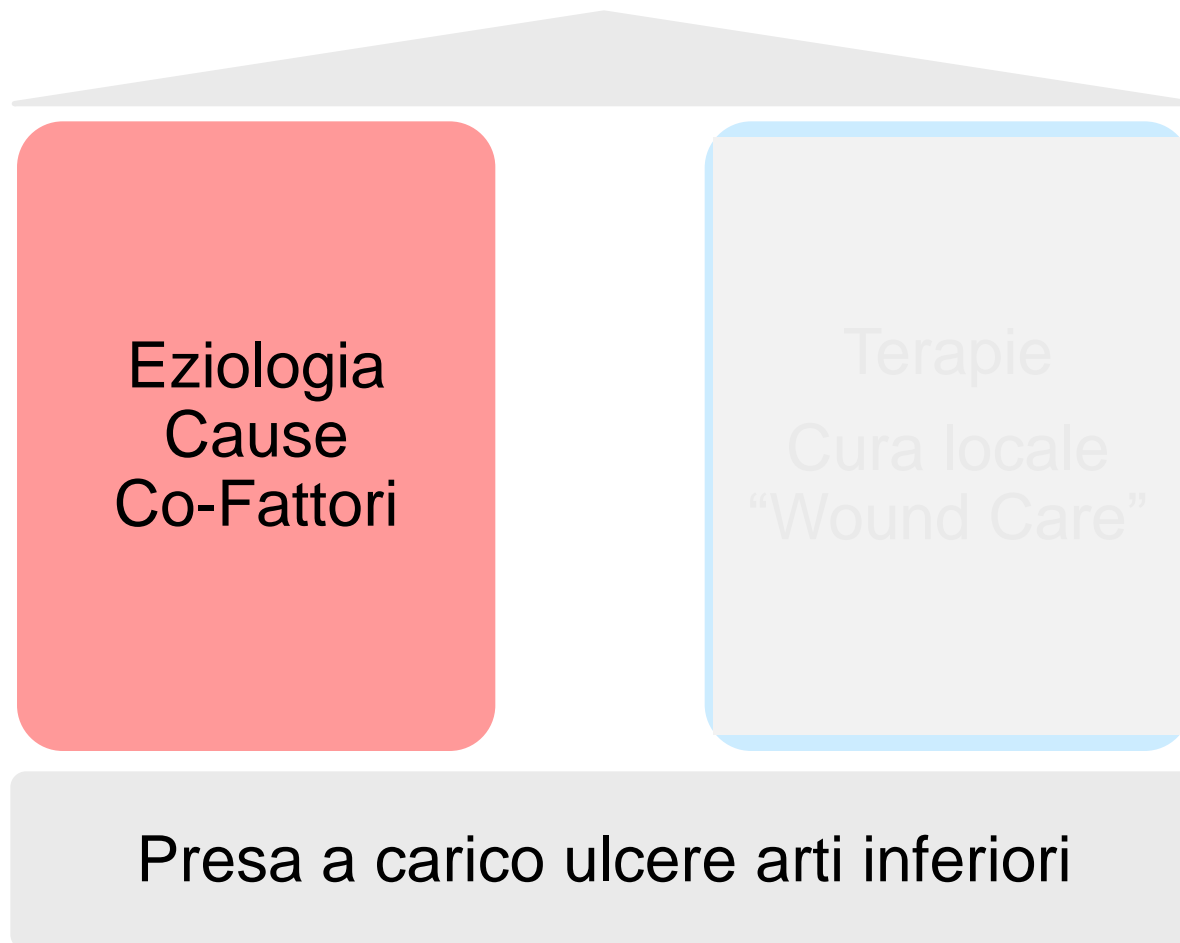 Eziologia
Cause
Co-Fattori
Terapie
Cura locale
“Wound Care”
Presa a carico ulcere arti inferiori